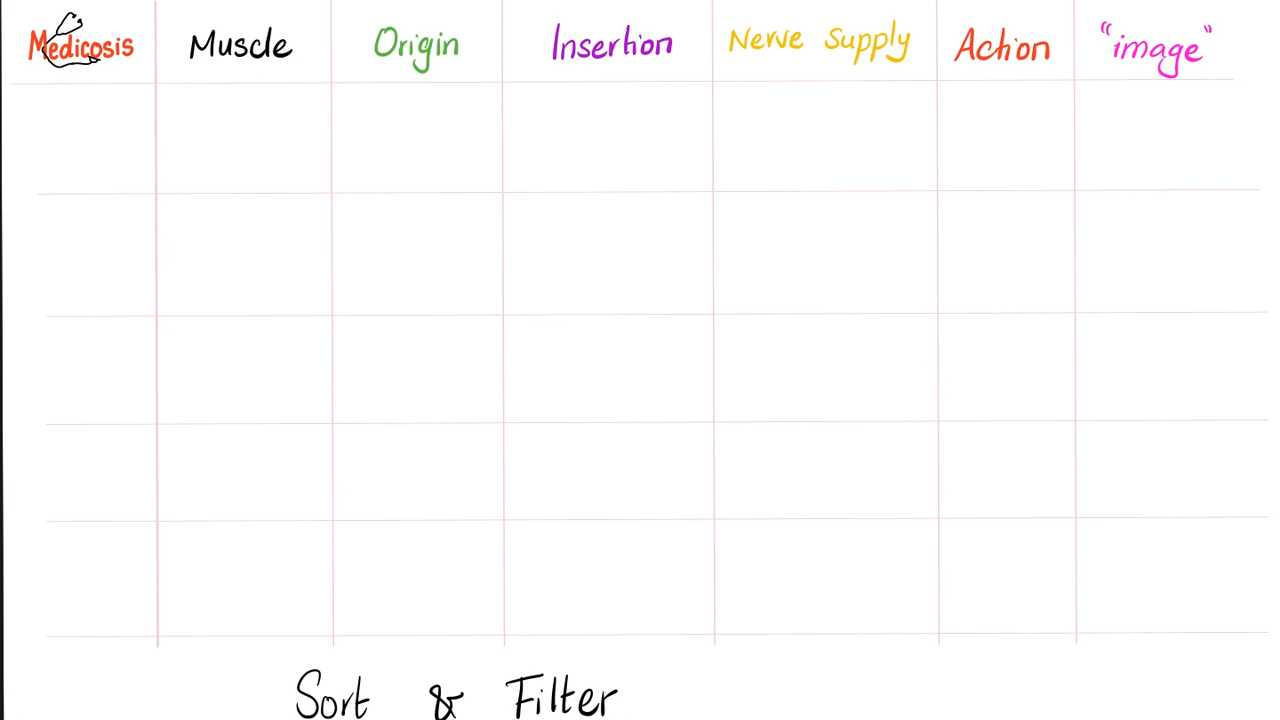 Medicosis Muscle Origin Insertion Nerve Supply Action "image"
Sort & Filter